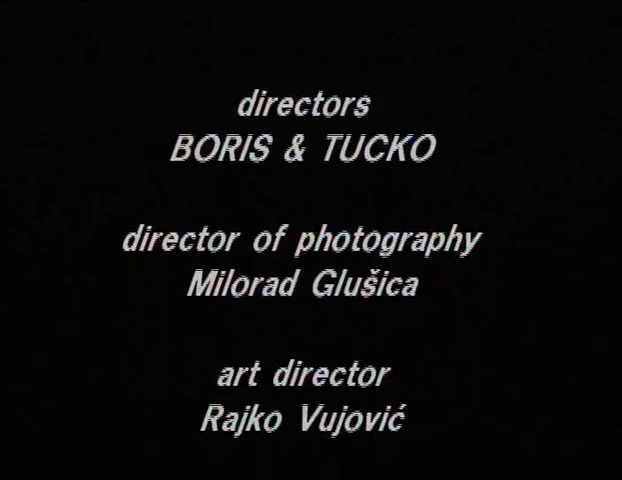 directors
BORIS & TUCKO
director of photography
Milorad Glušica
art director
Rajko Vujović